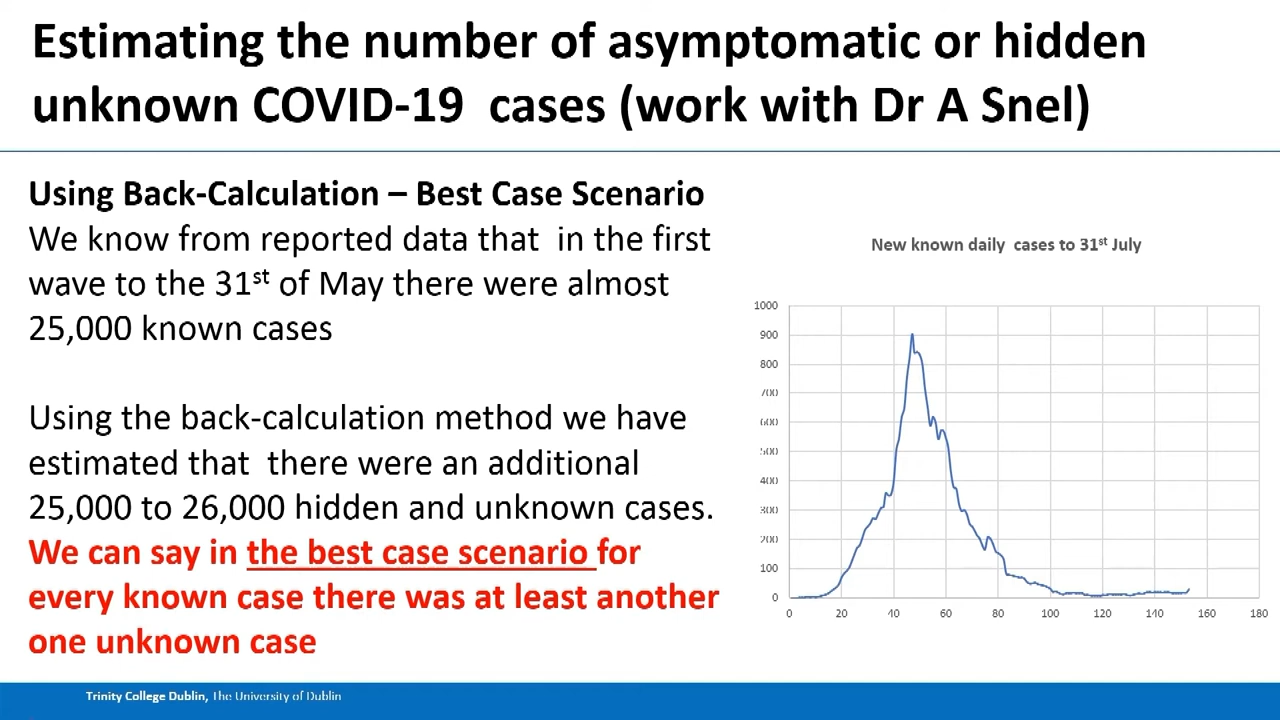 Estimating the number of asymptomatic or hidden
unknown COVID-19 cases (work with Dr A Snel)
Using Back-Calculation – Best Case Scenario
We know from reported data that in the first
wave to the 31st of May there were almost
25,000 known cases
Using the back-calculation method we have
estimated that there were an additional
25,000 to 26,000 hidden and unknown cases.
We can say in the best case scenario for
every known case there was at least another
one unknown case
New known daily cases to 31st July
1000
900
800
700
600
500
400
300
200
100
0
0 20 40 60 80 100 120 140 160 180
Trinity College Dublin, The University of Dublin